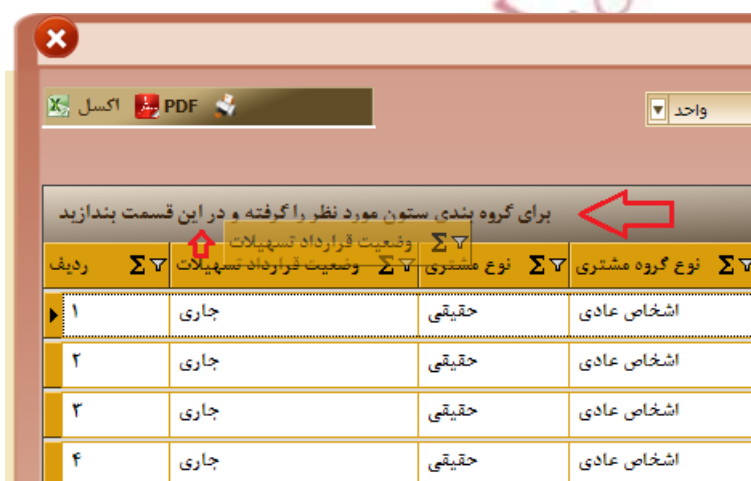 اکسل PDF
واحد
برای گروه بندی ستون مورد نظر را گرفته و در این قسمت بندازید
وضعیت قرارداد تسهیلات Σ
ردیف Σ وضعیت قرارداد تسهیلات Σ نوع مشتری Σ نوع گروه مشتری Σ
۱ جاری حقیقی اشخاص عادی
۲ جاری حقیقی اشخاص عادی
۳ جاری حقیقی اشخاص عادی
۴ جاری حقیقی اشخاص عادی